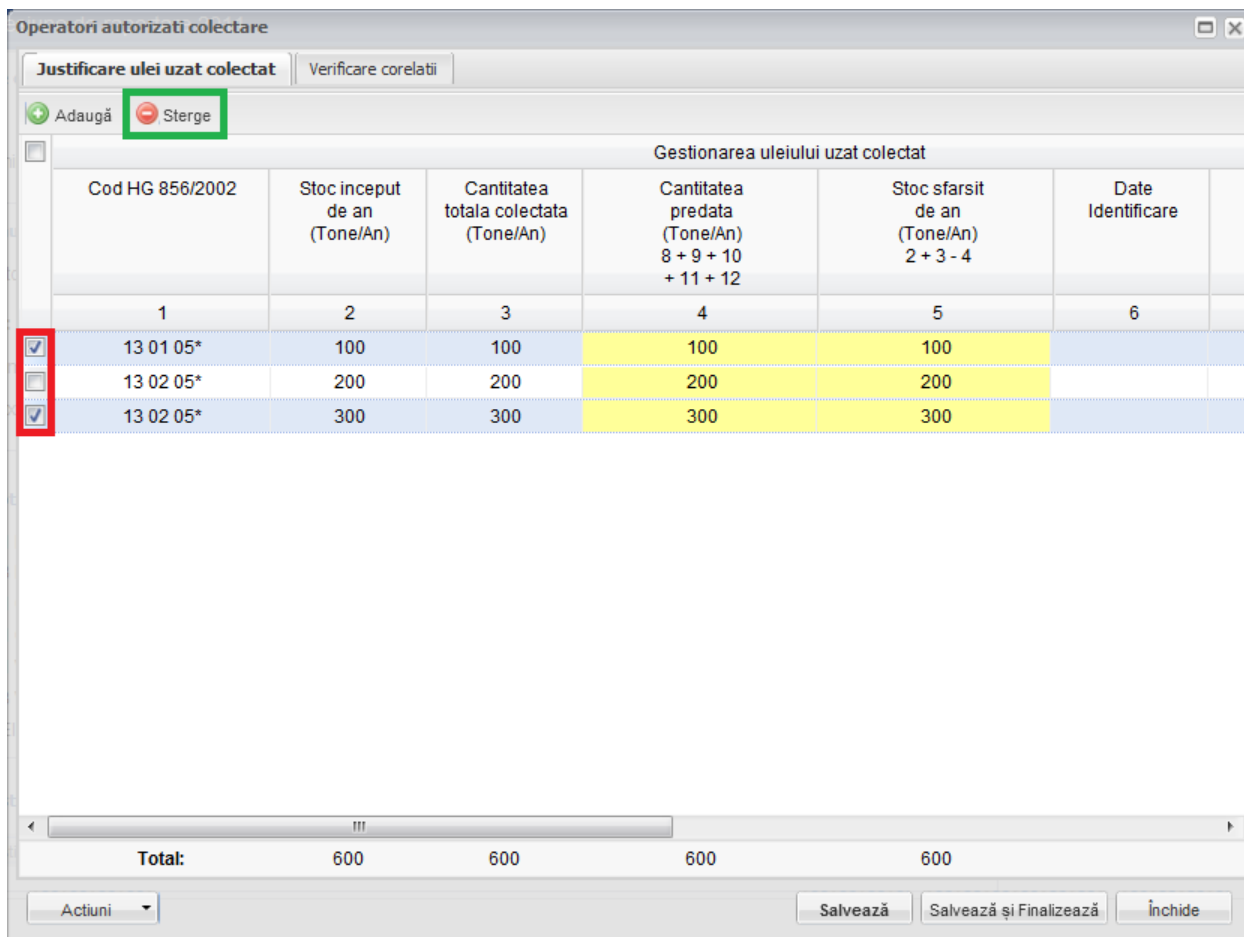 Operatori autorizati colectare
Justificare ulei uzat colectat Verificare corelatii
Adaugă Sterge
Gestionarea uleiului uzat colectat
Cod HG 856/2002 Stoc inceput Cantitatea Cantitatea Stoc sfarsit Date
de an totala colectata predata de an Identificare
(Tone/An) (Tone/An) (Tone/An) (Tone/An)
8 + 9 + 10 2 + 3 - 4
+ 11 + 12
1 2 3 4 5 6
13 01 05* 100 100 100 100
13 02 05* 200 200 200 200
13 02 05* 300 300 300 300
Total: 600 600 600 600
Actiuni Salvează Salvează și Finalizează Închide